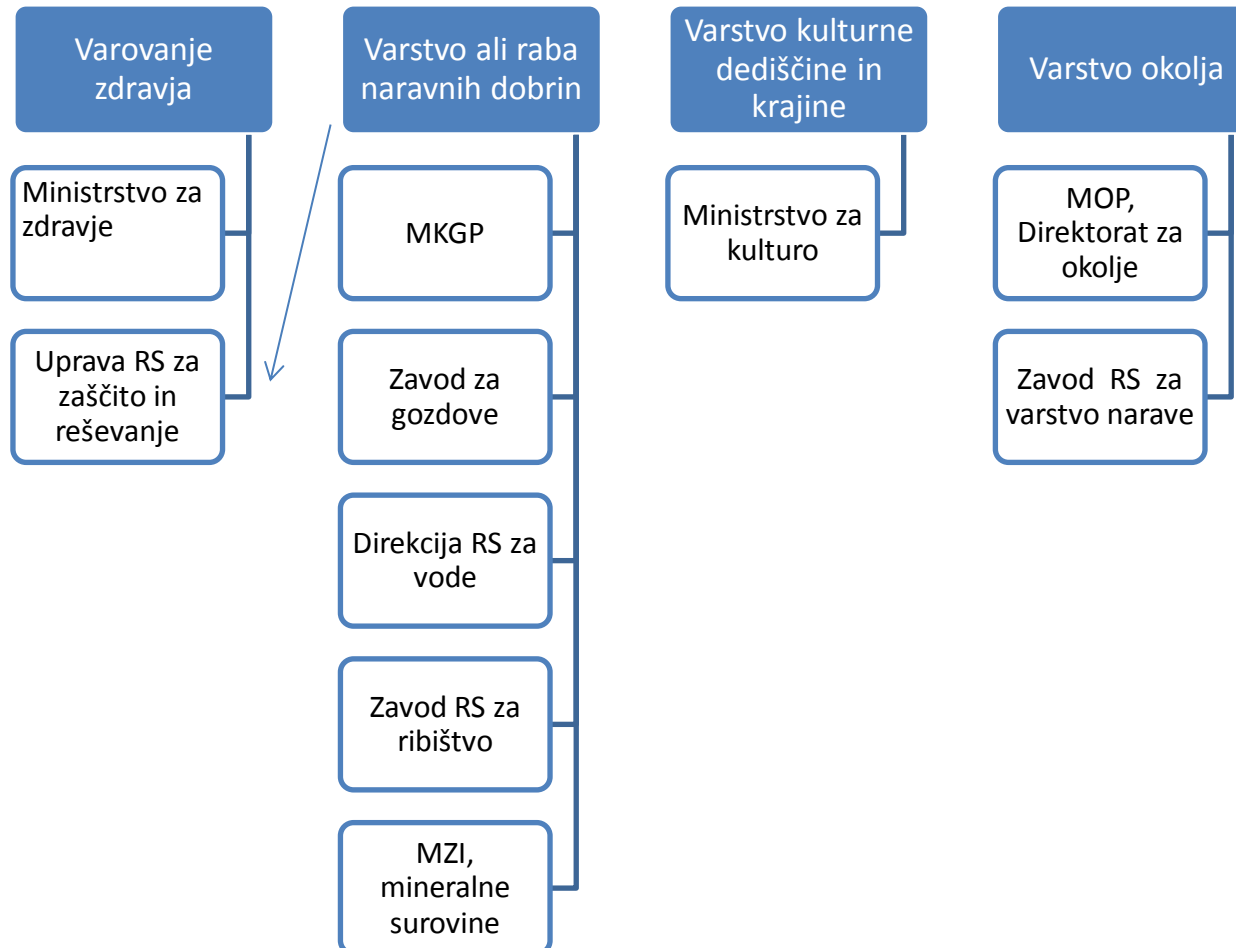 Varovanje
zdravja
Ministrstvo za
zdravje
Uprava RS za
zaščito in
reševanje
Varstvo ali raba
naravnih dobrin
MKGP
Zavod za
gozdove
Direkcija RS za
vode
Zavod RS za
ribištvo
MZI,
mineralne
surovine
Varstvo kulturne
dediščine in
krajine
Ministrstvo za
kulturo
Varstvo okolja
MOP,
Direktorat za
okolje
Zavod RS za
varstvo narave